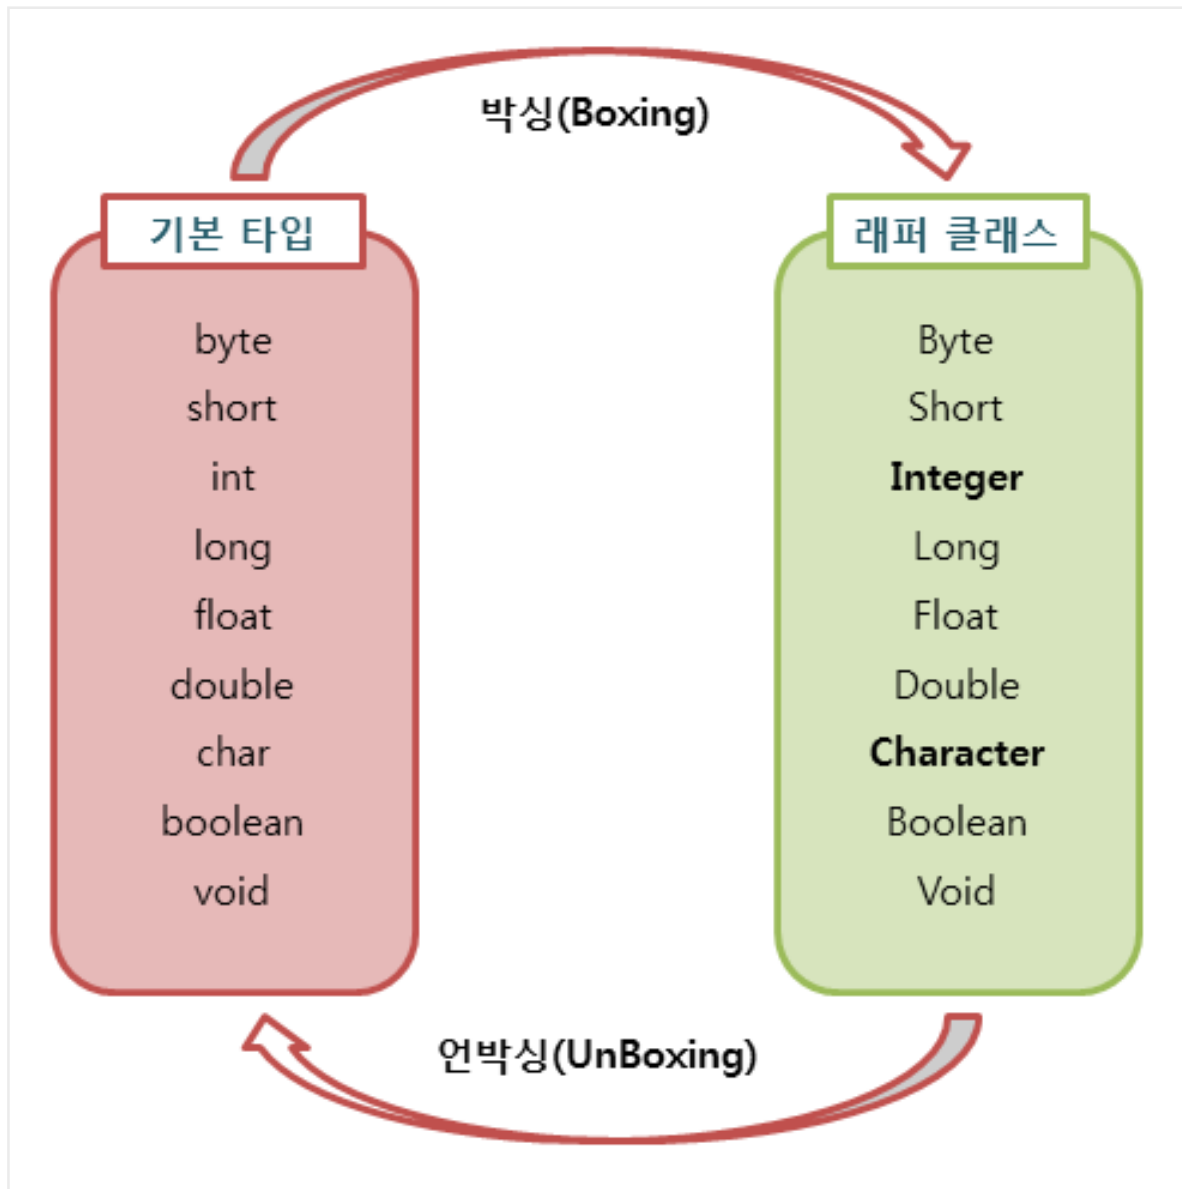 박싱(Boxing)
기본 타입
byte
short
int
long
float
double
char
boolean
void
래퍼 클래스
Byte
Short
Integer
Long
Float
Double
Character
Boolean
Void
언박싱(UnBoxing)